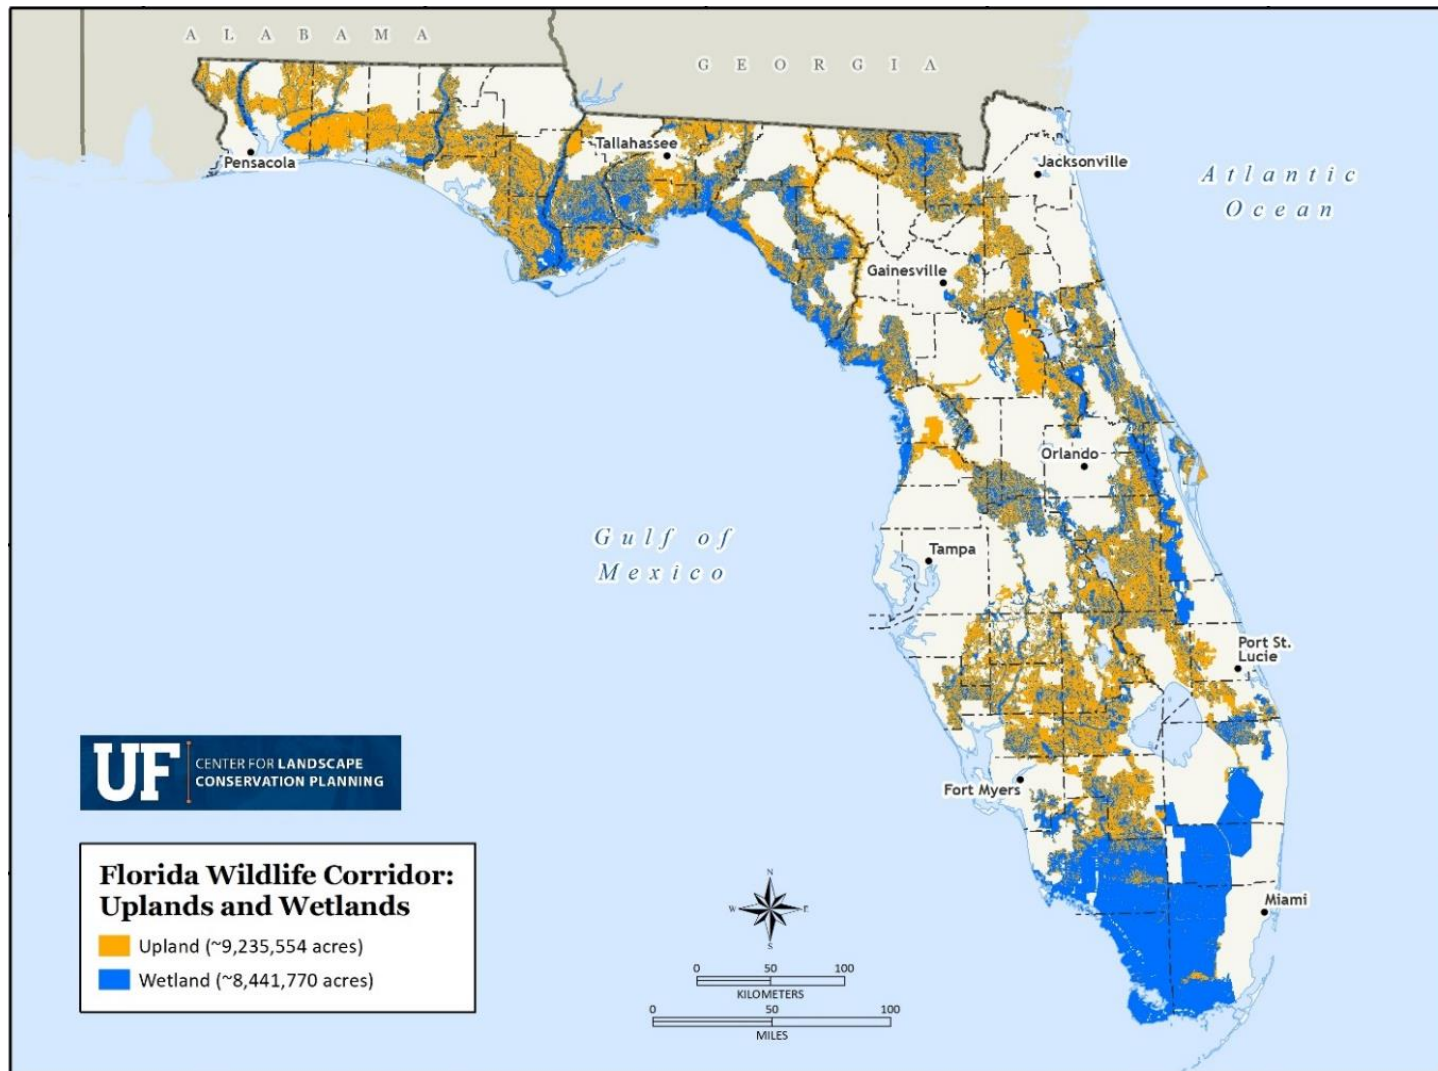 ALABAMA
GEORGIA
Pensacola
Tallahassee
Jacksonville
Atlantic
Ocean
Gainesville
Orlando
Gulf of
Mexico
Tampa
Port St.
Lucie
UF
CENTER FOR LANDSCAPE
CONSERVATION PLANNING
Fort Myers
Florida Wildlife Corridor:
Uplands and Wetlands
Upland (~9,235,554 acres)
Wetland (~8,441,770 acres)
N
W E
S
Miami
0 50 100
KILOMETERS
0 50 100
MILES